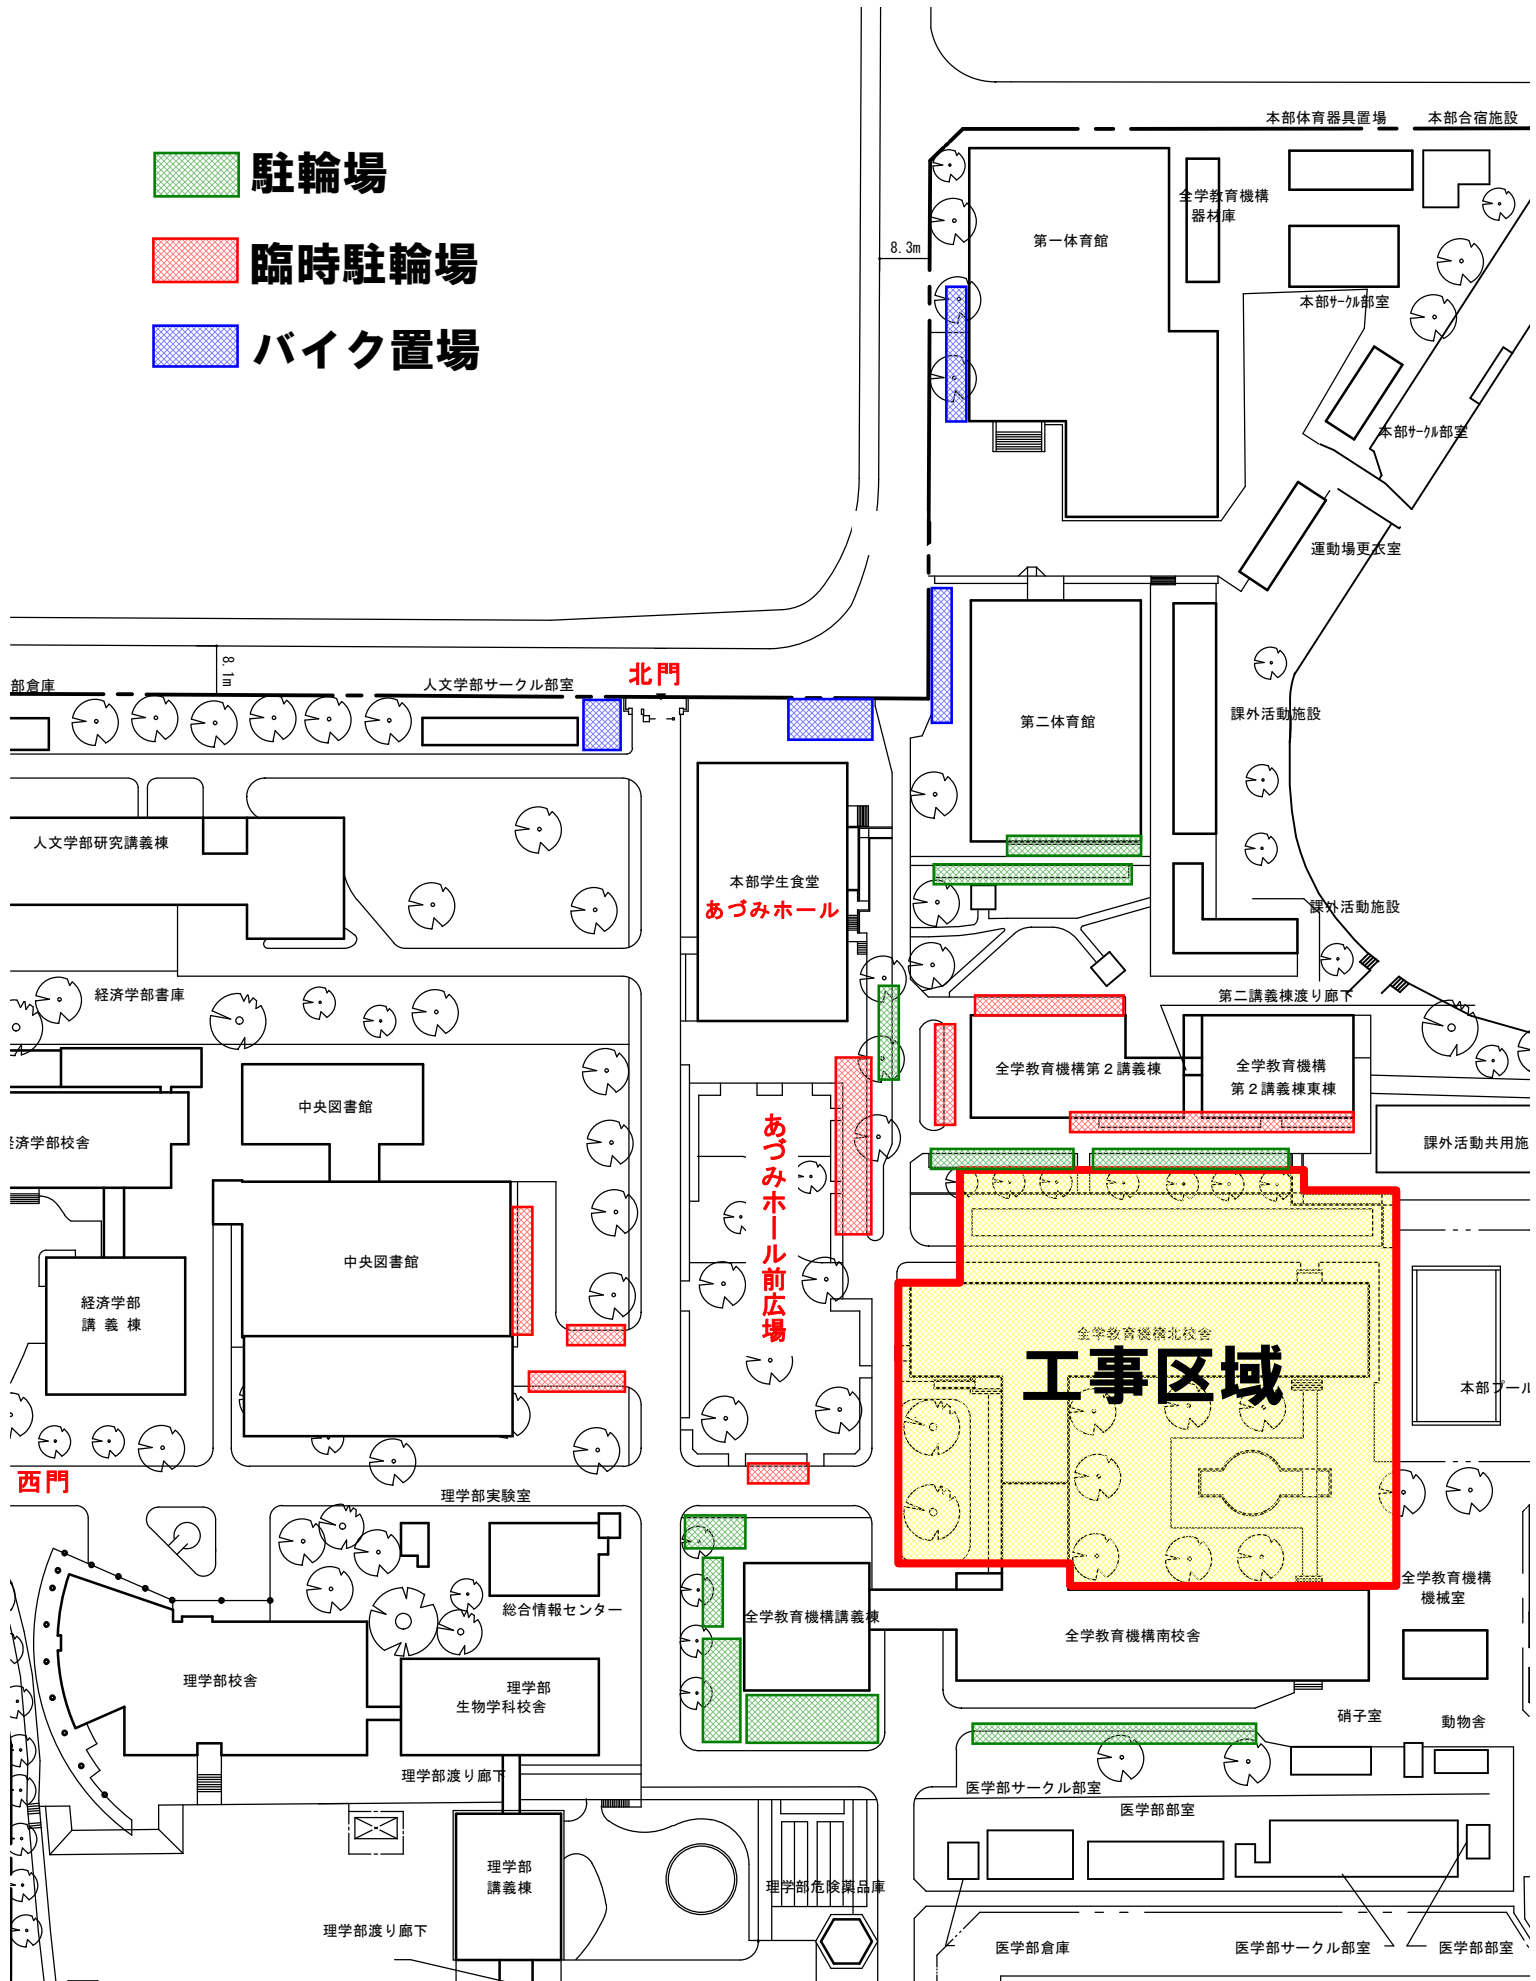 本部体育器具置場
本部合宿施設
駐輪場
臨時駐輪場
バイク置場
全学教育機構
器材庫
第一体育館
8.3m
本部サークル部室
本部サークル部室
運動場更衣室
8.1m
北門
部倉庫
人文学部サークル部室
第二体育館
課外活動施設
人文学部研究講義棟
本部学生食堂
あづみホール
課外活動施設
経済学部書庫
第二講義棟渡り廊下
全学教育機構第2講義棟
全学教育機構
第2講義棟東棟
中央図書館
済学部校舎
あづみホール前広場
課外活動共用施
中央図書館
経済学部
講義棟
全学教育機構北校舎
工事区域
本部プール
西門
理学部実験室
総合情報センター
全学教育機構講義棟
全学教育機構南校舎
全学教育機構
機械室
理学部校舎
理学部
生物学科校舎
硝子室
動物舎
理学部渡り廊下
医学部サークル部室
医学部部室
理学部
講義棟
理学部危険薬品庫
理学部渡り廊下
医学部倉庫
医学部サークル部室
医学部部室